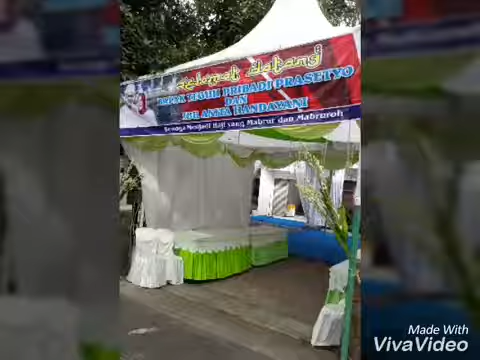 Selamat Datang
BAPAK TEGUH PRIBADI PRASETYO
DAN
IBU ANITA HANDAYANI
Semoga Menjadi Haji yang Mabrur dan Mabruroh
Made With
VivaVideo